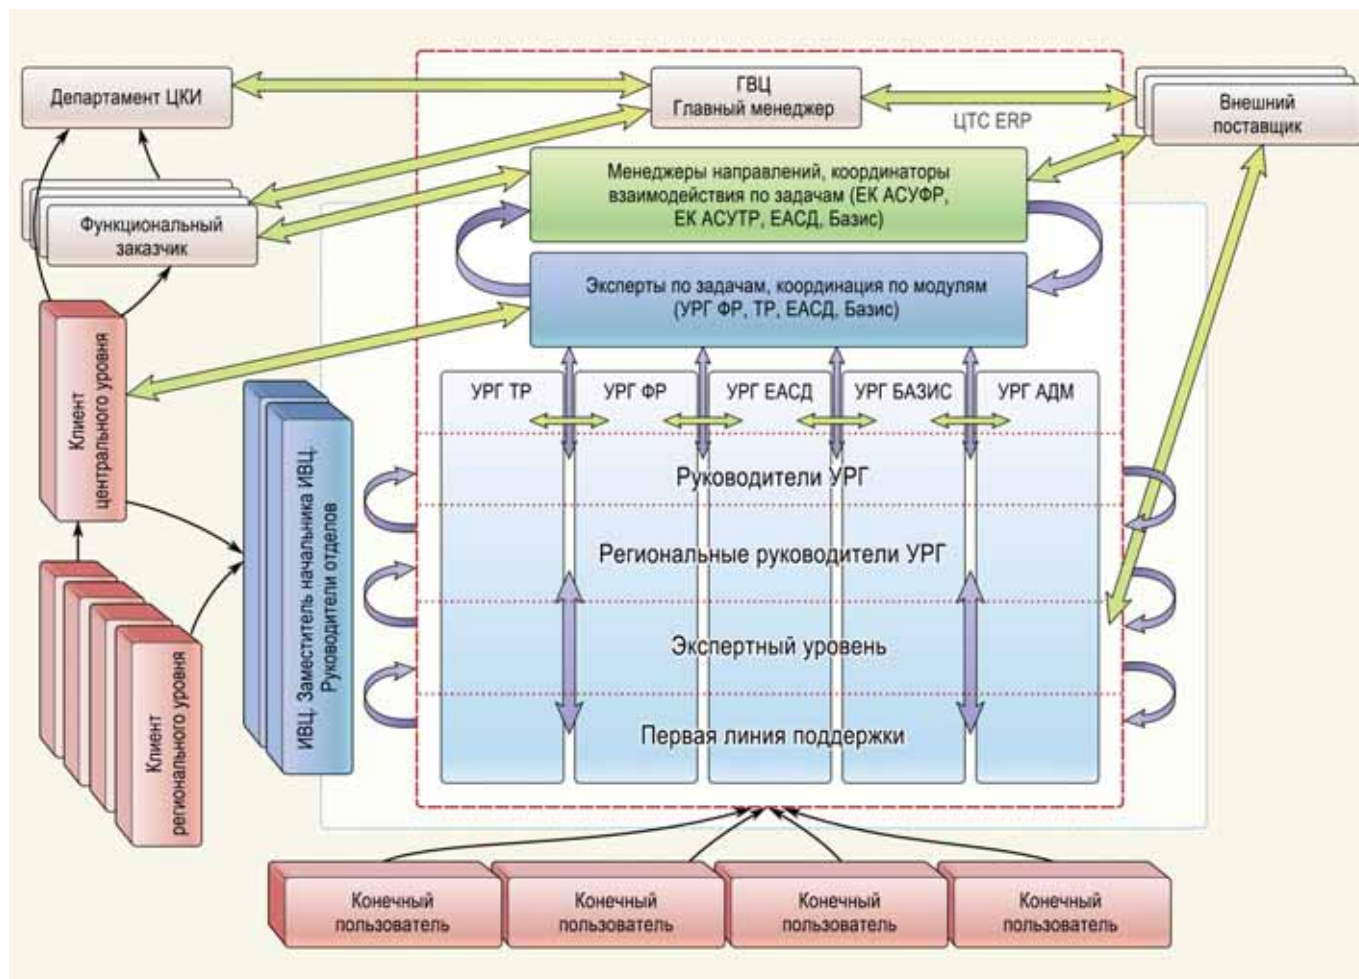 Департамент ЦКИ
ГВЦ
Главный менеджер
ЦТС ERP
Внешний
поставщик
Менеджеры направлений, координаторы
взаимодействия по задачам (ЕК АСУФР,
ЕК АСУТР, ЕАСД, Базис)
Функциональный
заказчик
Эксперты по задачам, координация по модулям
(УРГ ФР, ТР, ЕАСД, Базис)
Клиент
центрального уровня
УРГ ТР
УРГ ФР
УРГ ЕАСД
УРГ БАЗИС
УРГ АДМ
Руководители УРГ
Региональные руководители УРГ
Экспертный уровень
Первая линия поддержки
ИВЦ. Заместитель начальника ИВЦ.
Руководители отделов
Клиент
регионального уровня
Конечный
пользователь
Конечный
пользователь
Конечный
пользователь
Конечный
пользователь